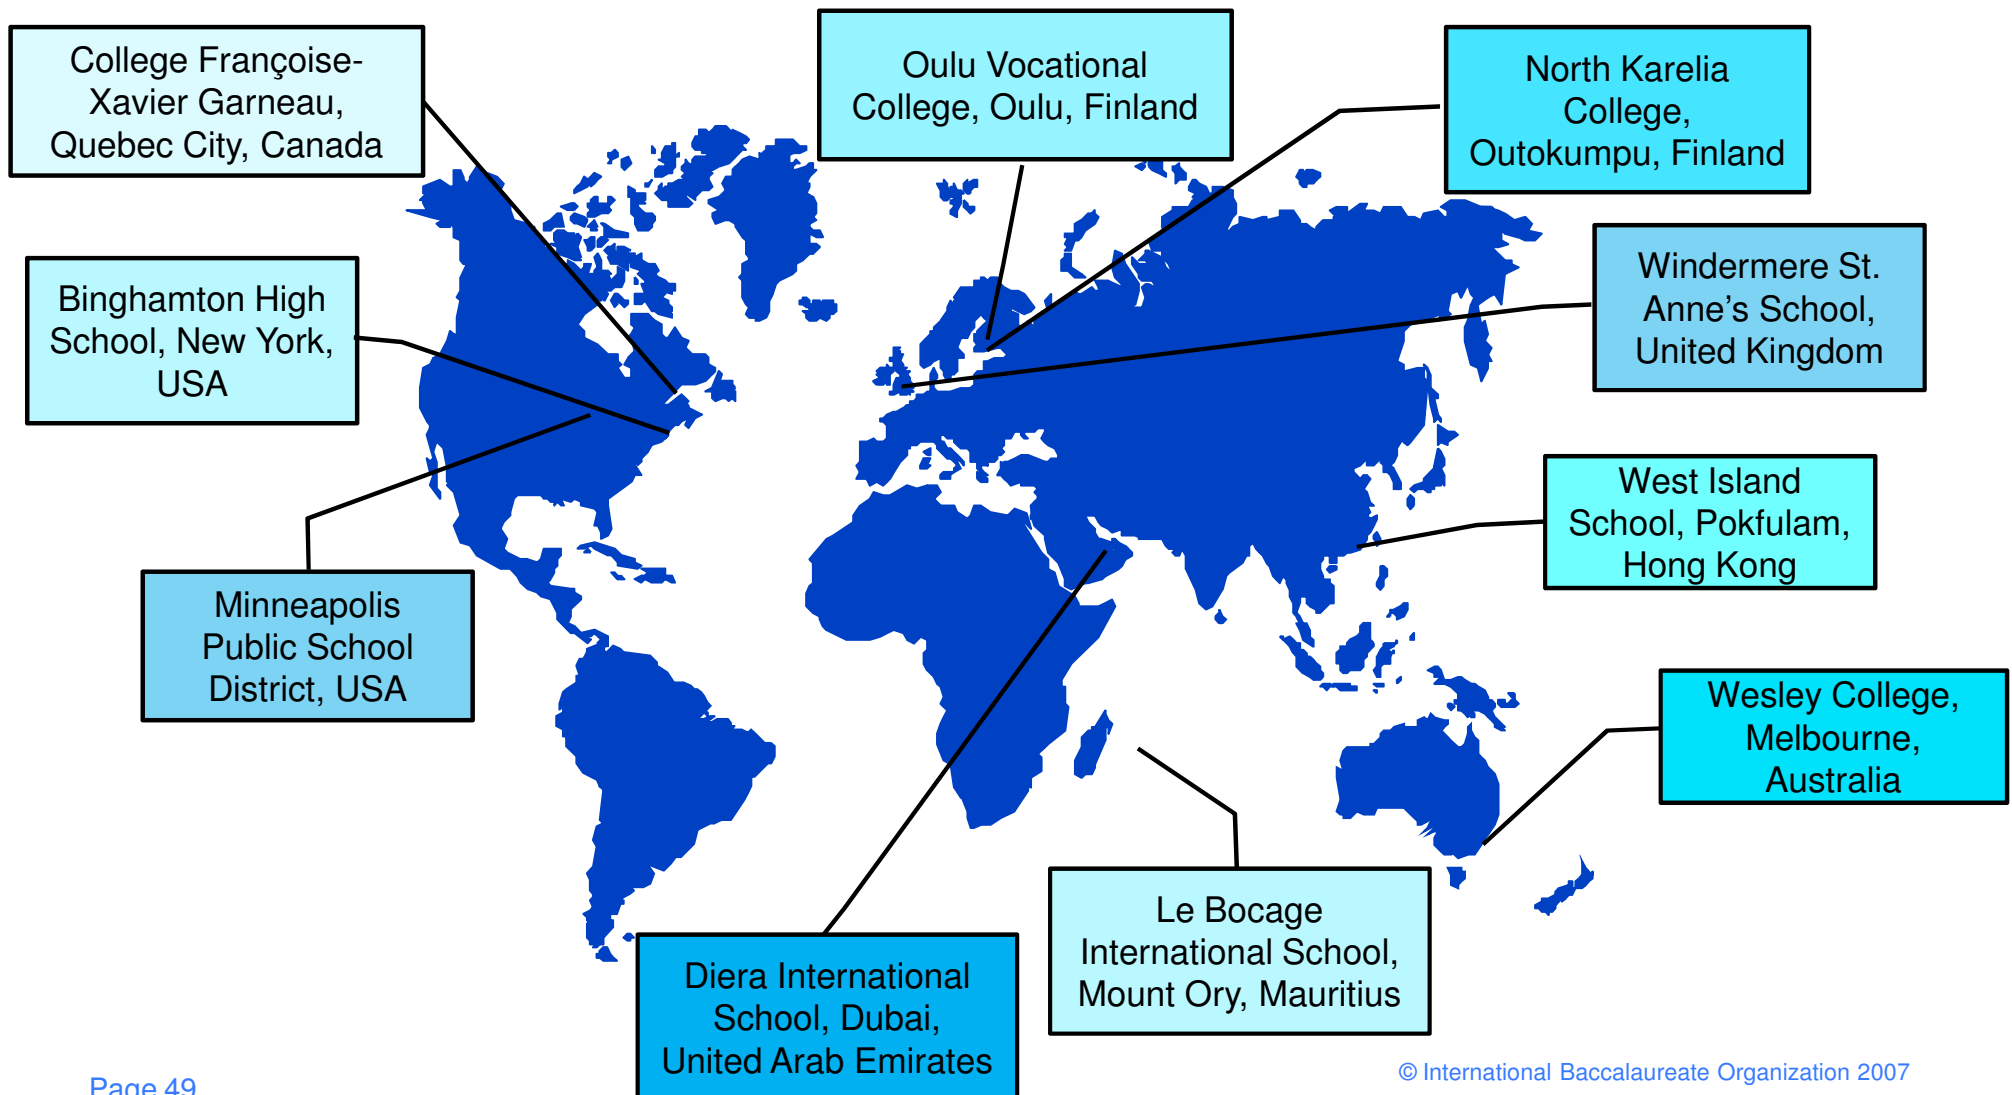 College Françoise-
Xavier Garneau,
Quebec City, Canada
Oulu Vocational
College, Oulu, Finland
North Karelia
College,
Outokumpu, Finland
Binghamton High
School, New York,
USA
Windermere St.
Anne’s School,
United Kingdom
West Island
School, Pokfulam,
Hong Kong
Minneapolis
Public School
District, USA
Wesley College,
Melbourne,
Australia
Le Bocage
International School,
Mount Ory, Mauritius
Diera International
School, Dubai,
United Arab Emirates
Page 49
© International Baccalaureate Organization 2007